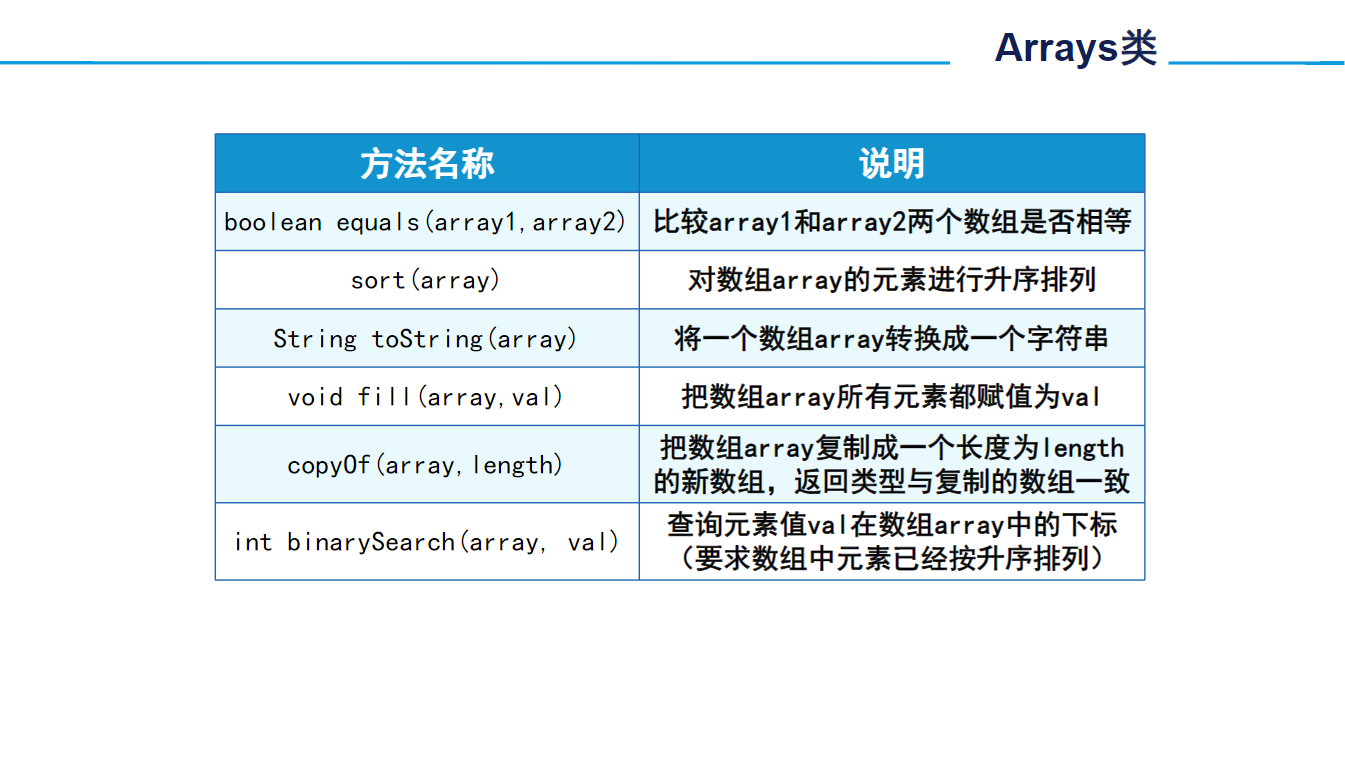 Arrays类
方法名称 说明
boolean equals(array1,array2) 比较array1和array2两个数组是否相等
sort(array) 对数组array的元素进行升序排列
String toString(array) 将一个数组array转换成一个字符串
void fill(array,val) 把数组array所有元素都赋值为val
copyOf(array,length) 把数组array复制成一个长度为length
的新数组，返回类型与复制的数组一致
int binarySearch(array, val) 查询元素值val在数组array中的下标
（要求数组中元素已经按升序排列）